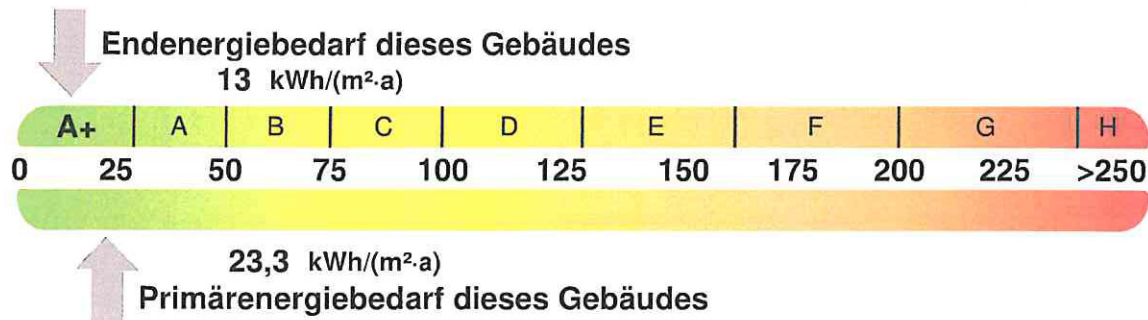 Endenergiebedarf dieses Gebäudes
13 kWh/(m²·a)
A+ A B C D E F G H
0 25 50 75 100 125 150 175 200 225 >250
23,3 kWh/(m²·a)
Primärenergiebedarf dieses Gebäudes